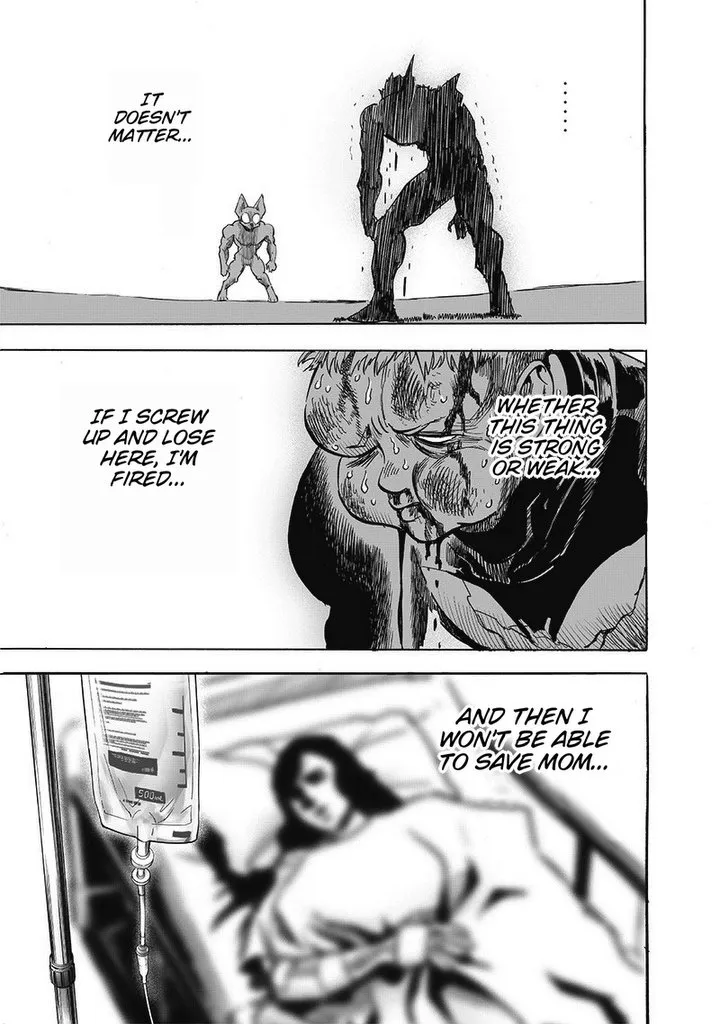 ......
IT
DOESN'T
MATTER...
WHETHER
THIS THING
IS STRONG
OR WEAK...
IF I SCREW
UP AND LOSE
HERE, I'M
FIRED...
AND THEN I
WON'T BE ABLE
TO SAVE MOM...
500ml